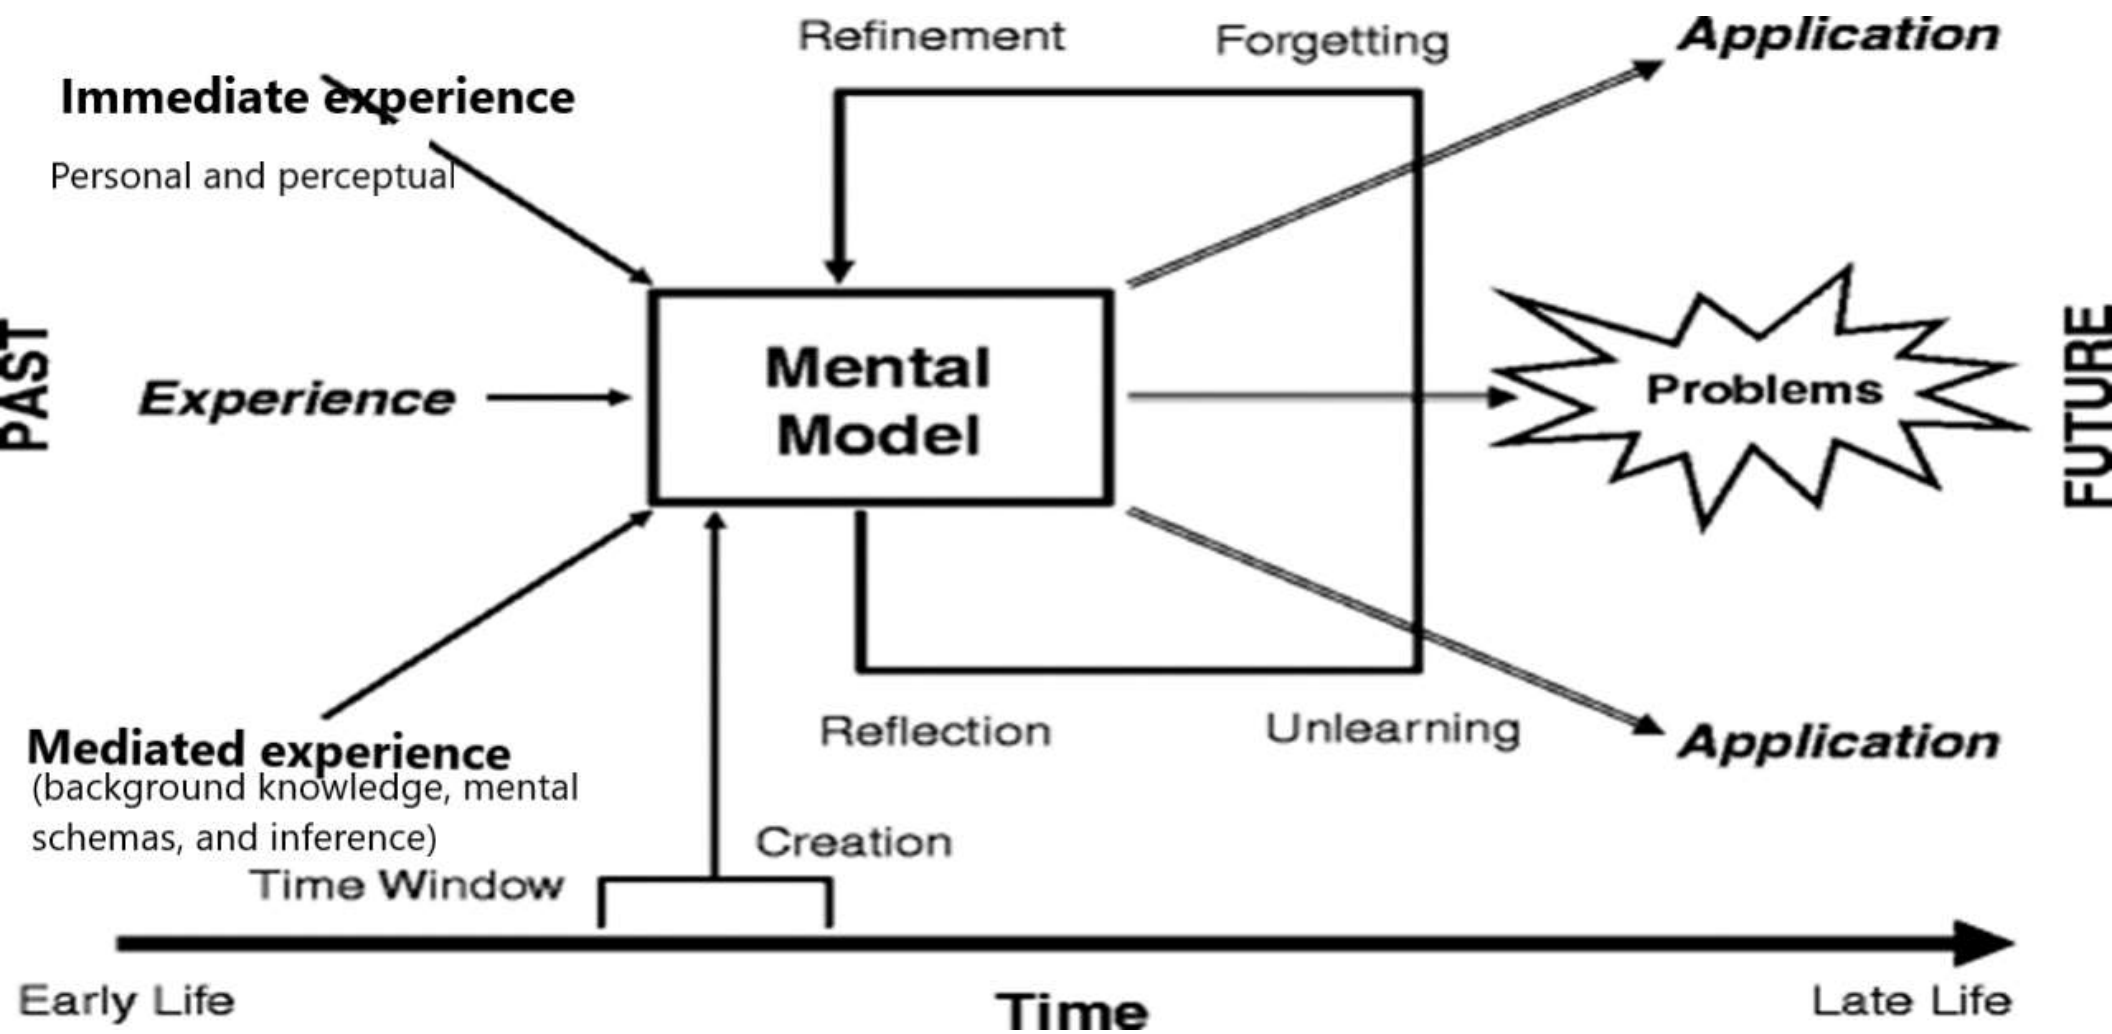 Refinement
Forgetting
Application
Immediate experience
Personal and perceptual
PAST
Experience
Mental
Model
Problems
FUTURE
Mediated experience
(background knowledge, mental
schemas, and inference)
Reflection
Unlearning
Application
Creation
Time Window
Early Life
Time
Late Life